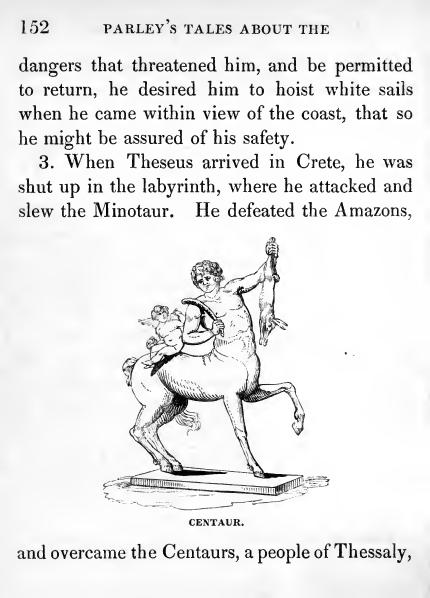 152 PARLEY'S TALES ABOUT THE
dangers that threatened him, and be permitted
to return, he desired him to hoist white sails
when he came within view of the coast, that so
he might be assured of his safety.
3. When Theseus arrived in Crete, he was
shut up in the labyrinth, where he attacked and
slew the Minotaur. He defeated the Amazons,
CENTAUR.
and overcame the Centaurs, a people of Thessaly,